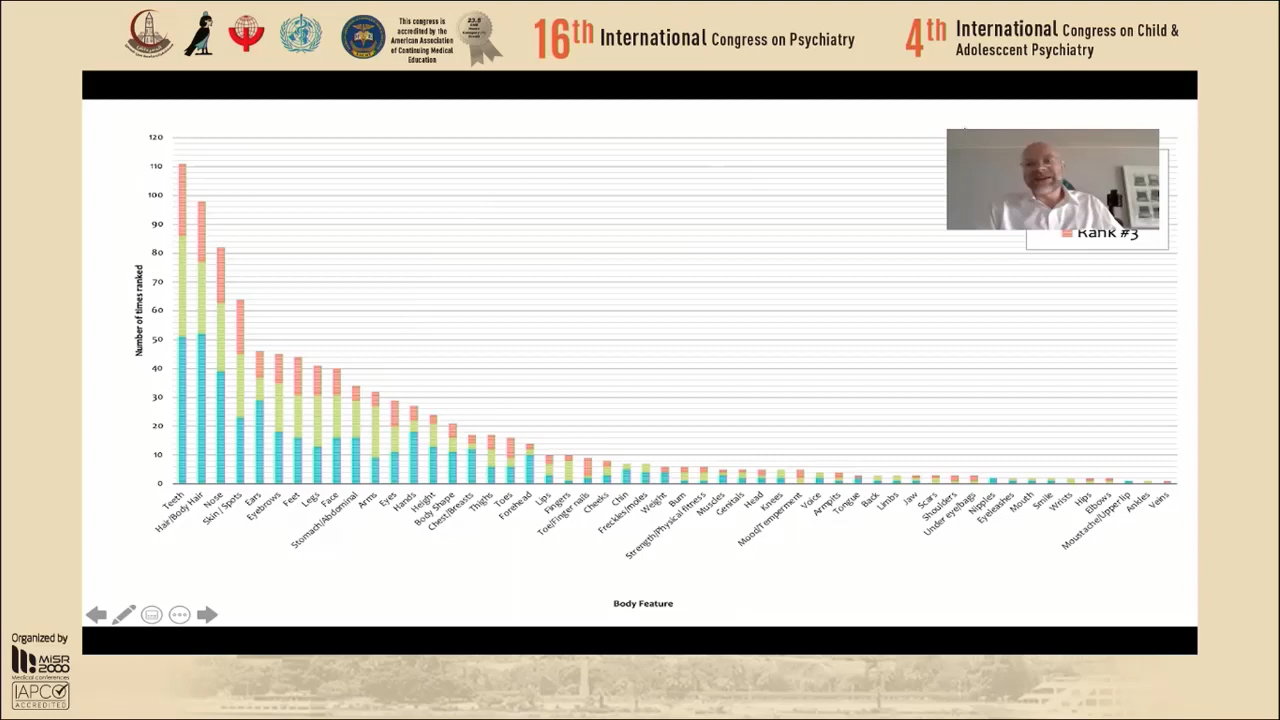 This congress is
accredited by the
American Association
of Continuing Medical
Education
16th International Congress on Psychiatry
4th International Congress on Child &
Adolesccent Psychiatry
120
110
100
90
80
70
60
50
40
30
20
10
0
Number of times ranked
Rank #3
Teeth
Hair/Body Hair
Nose
Skin / Spots
Ears
Eyebrows
Feet
Legs
Face
Stomach/Abdominal
Arms
Eyes
Hands
Height
Body Shape
Chest/Breasts
Thighs
Toes
Forehead
Lips
Fingers
Toe/Finger nails
Cheeks
Chin
Freckles/moles
Weight
Bum
Strength/Physical fitness
Muscles
Genitals
Head
Knees
Mood/Temperment
Voice
Armpits
Tongue
Back
Limbs
Jaw
Scars
Shoulders
Under eye/bags
Nipples
Eyeleashes
Mouth
Smile
Wrists
Hips
Elbows
Moustache/Upper lip
Ankles
Veins
Body Feature
Organized by
MiSR
2000
Medical conferences
IAPCO
ACCREDITED